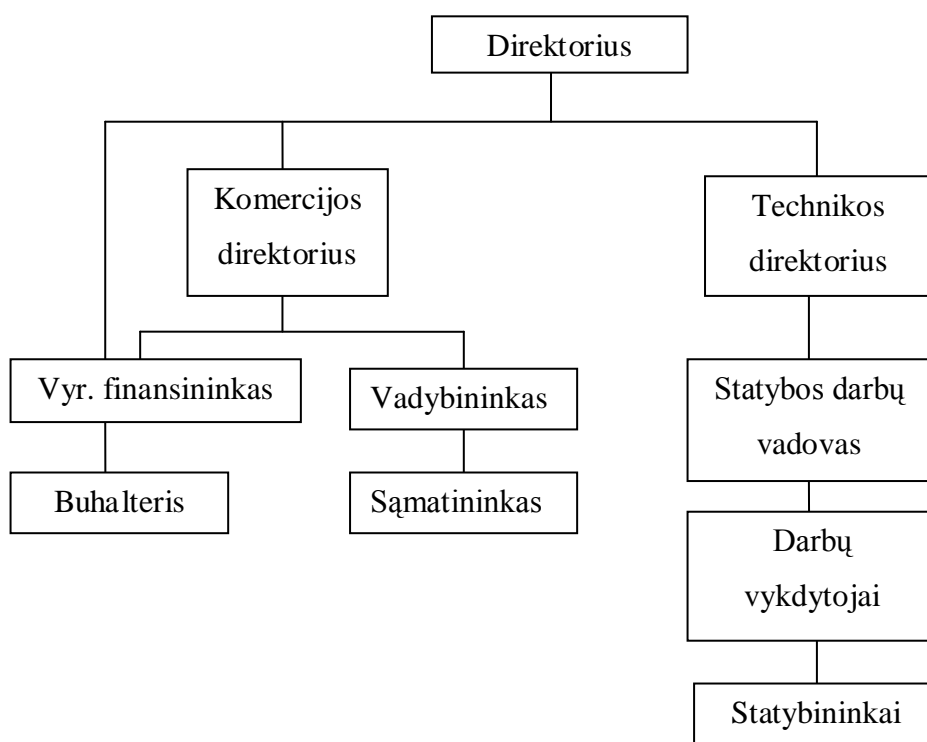 Direktorius
Komercijos
direktorius
Technikos
direktorius
Vyr. finansininkas
Vadybininkas
Statybos darbų
vadovas
Buhalteris
Sąmatininkas
Darbų
vykdytojai
Statybininkai